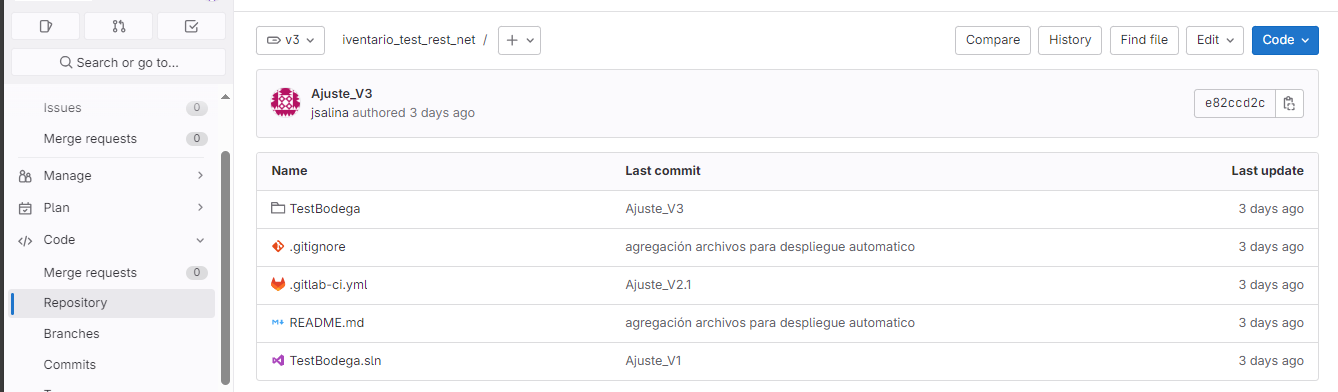 v3 iventario_test_rest_net / + Compare History Find file Edit Code
Search or go to...
Ajuste_V3
jsalina authored 3 days ago e82ccd2c
Issues 0
Merge requests 0
Manage
Plan
Code
Merge requests 0
Repository
Branches
Commits
Name Last commit Last update
TestBodega Ajuste_V3 3 days ago
.gitignore agregación archivos para despliegue automatico 3 days ago
.gitlab-ci.yml Ajuste_V2.1 3 days ago
README.md agregación archivos para despliegue automatico 3 days ago
TestBodega.sln Ajuste_V1 3 days ago